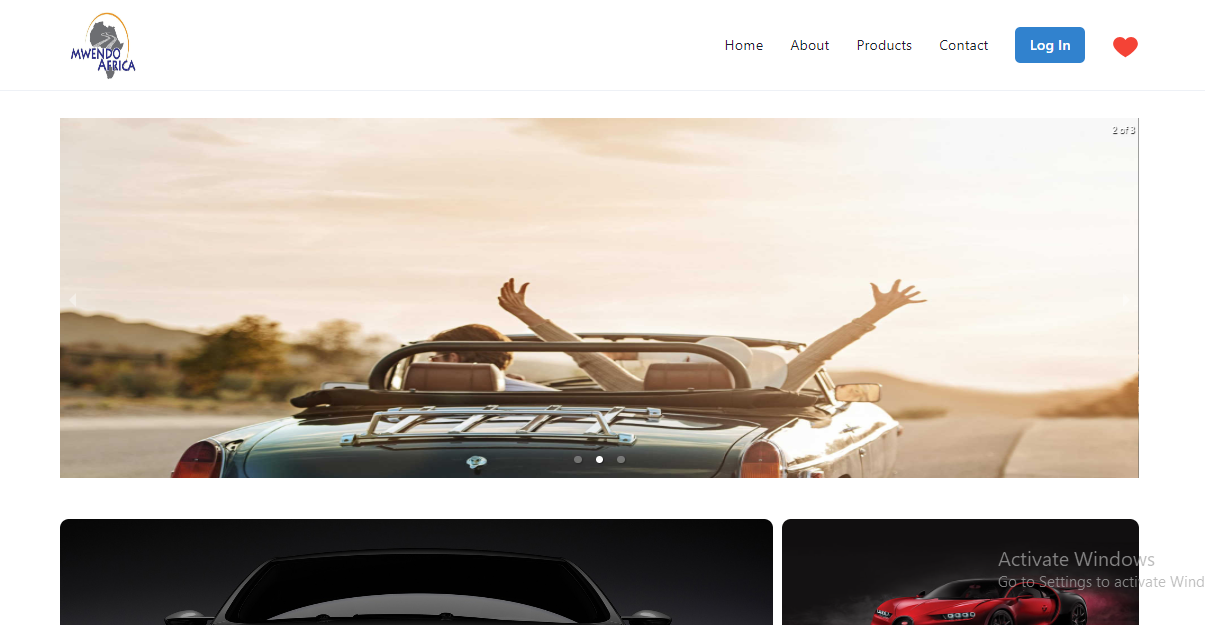 MWENDO
AFRICA
Home About Products Contact Log In
2 of 3
Activate Windows
Go to Settings to activate Wind